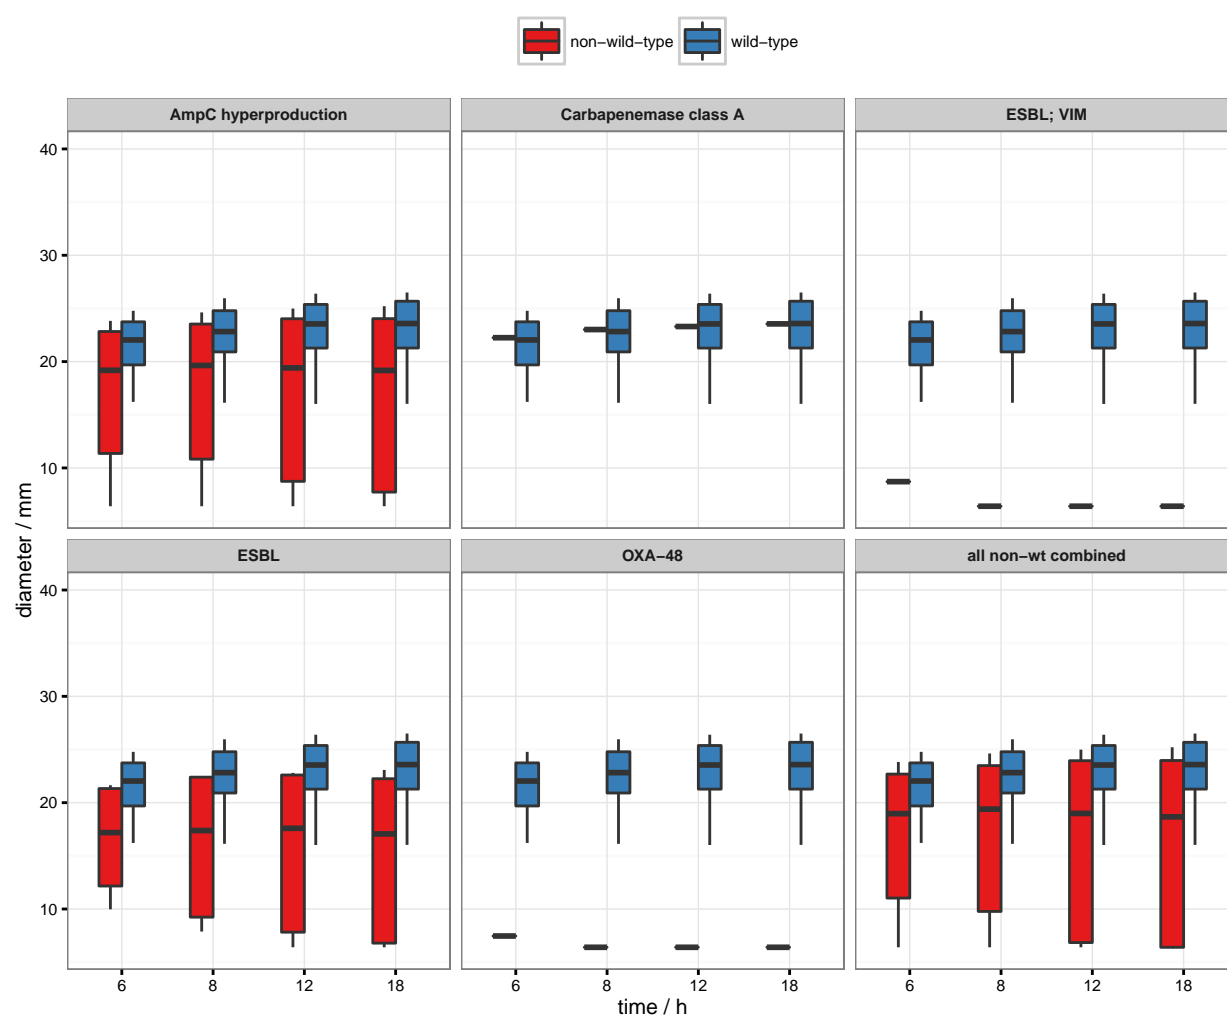 non−wild−type wild−type
AmpC hyperproduction Carbapenemase class A ESBL; VIM
40
30
20
10
ESBL OXA−48 all non−wt combined
40
30
20
10
diameter / mm
6 8 12 18 6 8 12 18 6 8 12 18
time / h